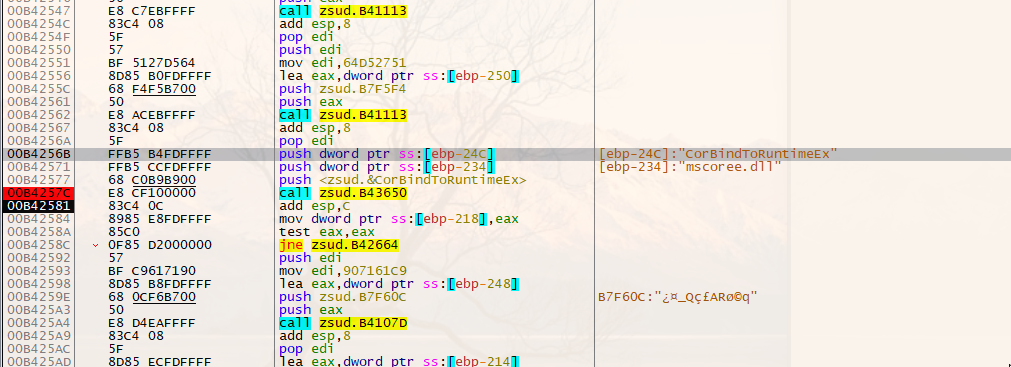 00B42547 E8 C7EBFFFF call zsud.B41113
00B4254C 83C4 08 add esp,8
00B4254F 5F pop edi
00B42550 57 push edi
00B42551 BF 5127D564 mov edi,64D52751
00B42556 8D85 B0FDFFFF lea eax,dword ptr ss:[ebp-250]
00B4255C 68 F4F5B700 push zsud.B7F5F4
00B42561 50 push eax
00B42562 E8 ACEBFFFF call zsud.B41113
00B42567 83C4 08 add esp,8
00B4256A 5F pop edi
00B4256B FFB5 B4FDFFFF push dword ptr ss:[ebp-24C] [ebp-24C]:"CorBindToRuntimeEx"
00B42571 FFB5 CCFDFFFF push dword ptr ss:[ebp-234] [ebp-234]:"mscoree.dll"
00B42577 68 C0B9B900 push <zsud.&CorBindToRuntimeEx>
00B4257C E8 CF100000 call zsud.B43650
00B42581 83C4 0C add esp,C
00B42584 8985 E8FDFFFF mov dword ptr ss:[ebp-218],eax
00B4258A 85C0 test eax,eax
00B4258C 0F85 D2000000 jne zsud.B42664
00B42592 57 push edi
00B42593 BF C9617190 mov edi,907161C9
00B42598 8D85 B8FDFFFF lea eax,dword ptr ss:[ebp-248]
00B4259E 68 0CF6B700 push zsud.B7F60C B7F60C:"¿¤_Qç£ARø©q"
00B425A3 50 push eax
00B425A4 E8 D4EAFFFF call zsud.B4107D
00B425A9 83C4 08 add esp,8
00B425AC 5F pop edi
00B425AD 8D85 ECFDFFFF lea eax,dword ptr ss:[ebp-214]